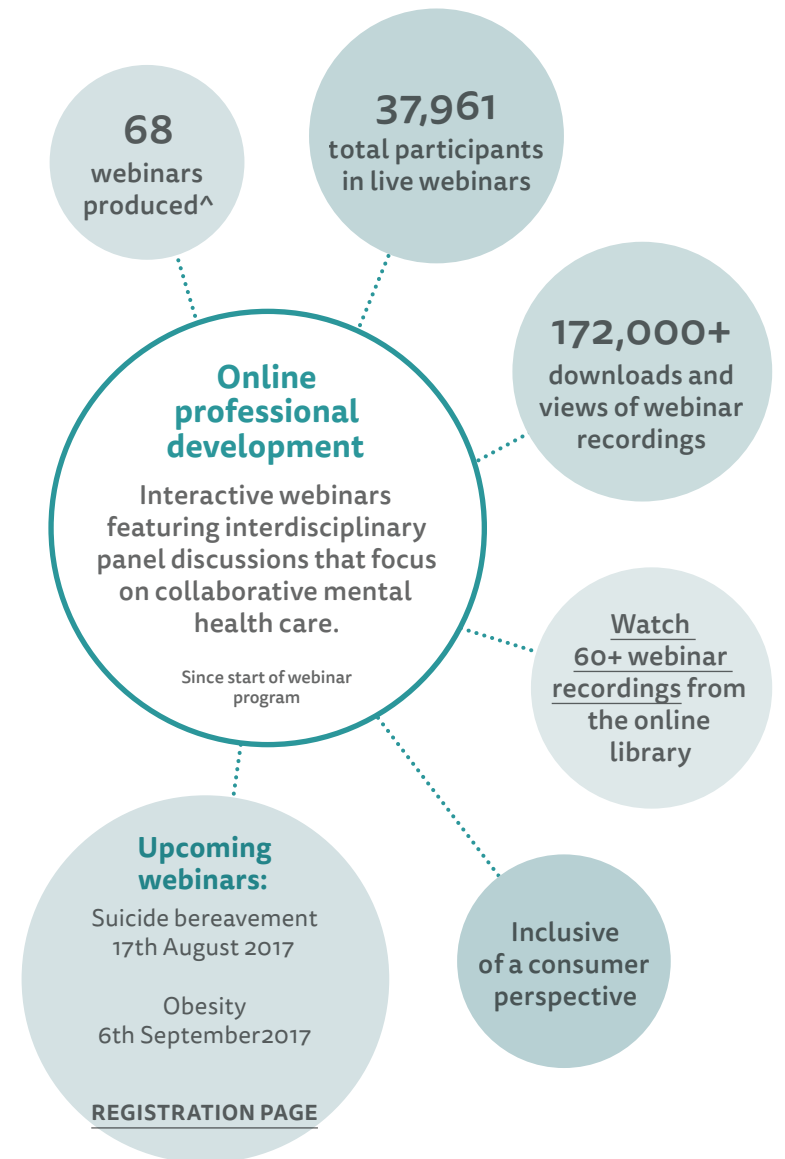 68
webinars
produced^
37,961
total participants
in live webinars
172,000+
downloads and
views of webinar
recordings
Online
professional
development
Interactive webinars
featuring interdisciplinary
panel discussions that focus
on collaborative mental
health care.
Since start of webinar
program
Watch
60+ webinar
recordings from
the online
library
Upcoming
webinars:
Suicide bereavement
17th August 2017
Obesity
6th September2017
REGISTRATION PAGE
Inclusive
of a consumer
perspective